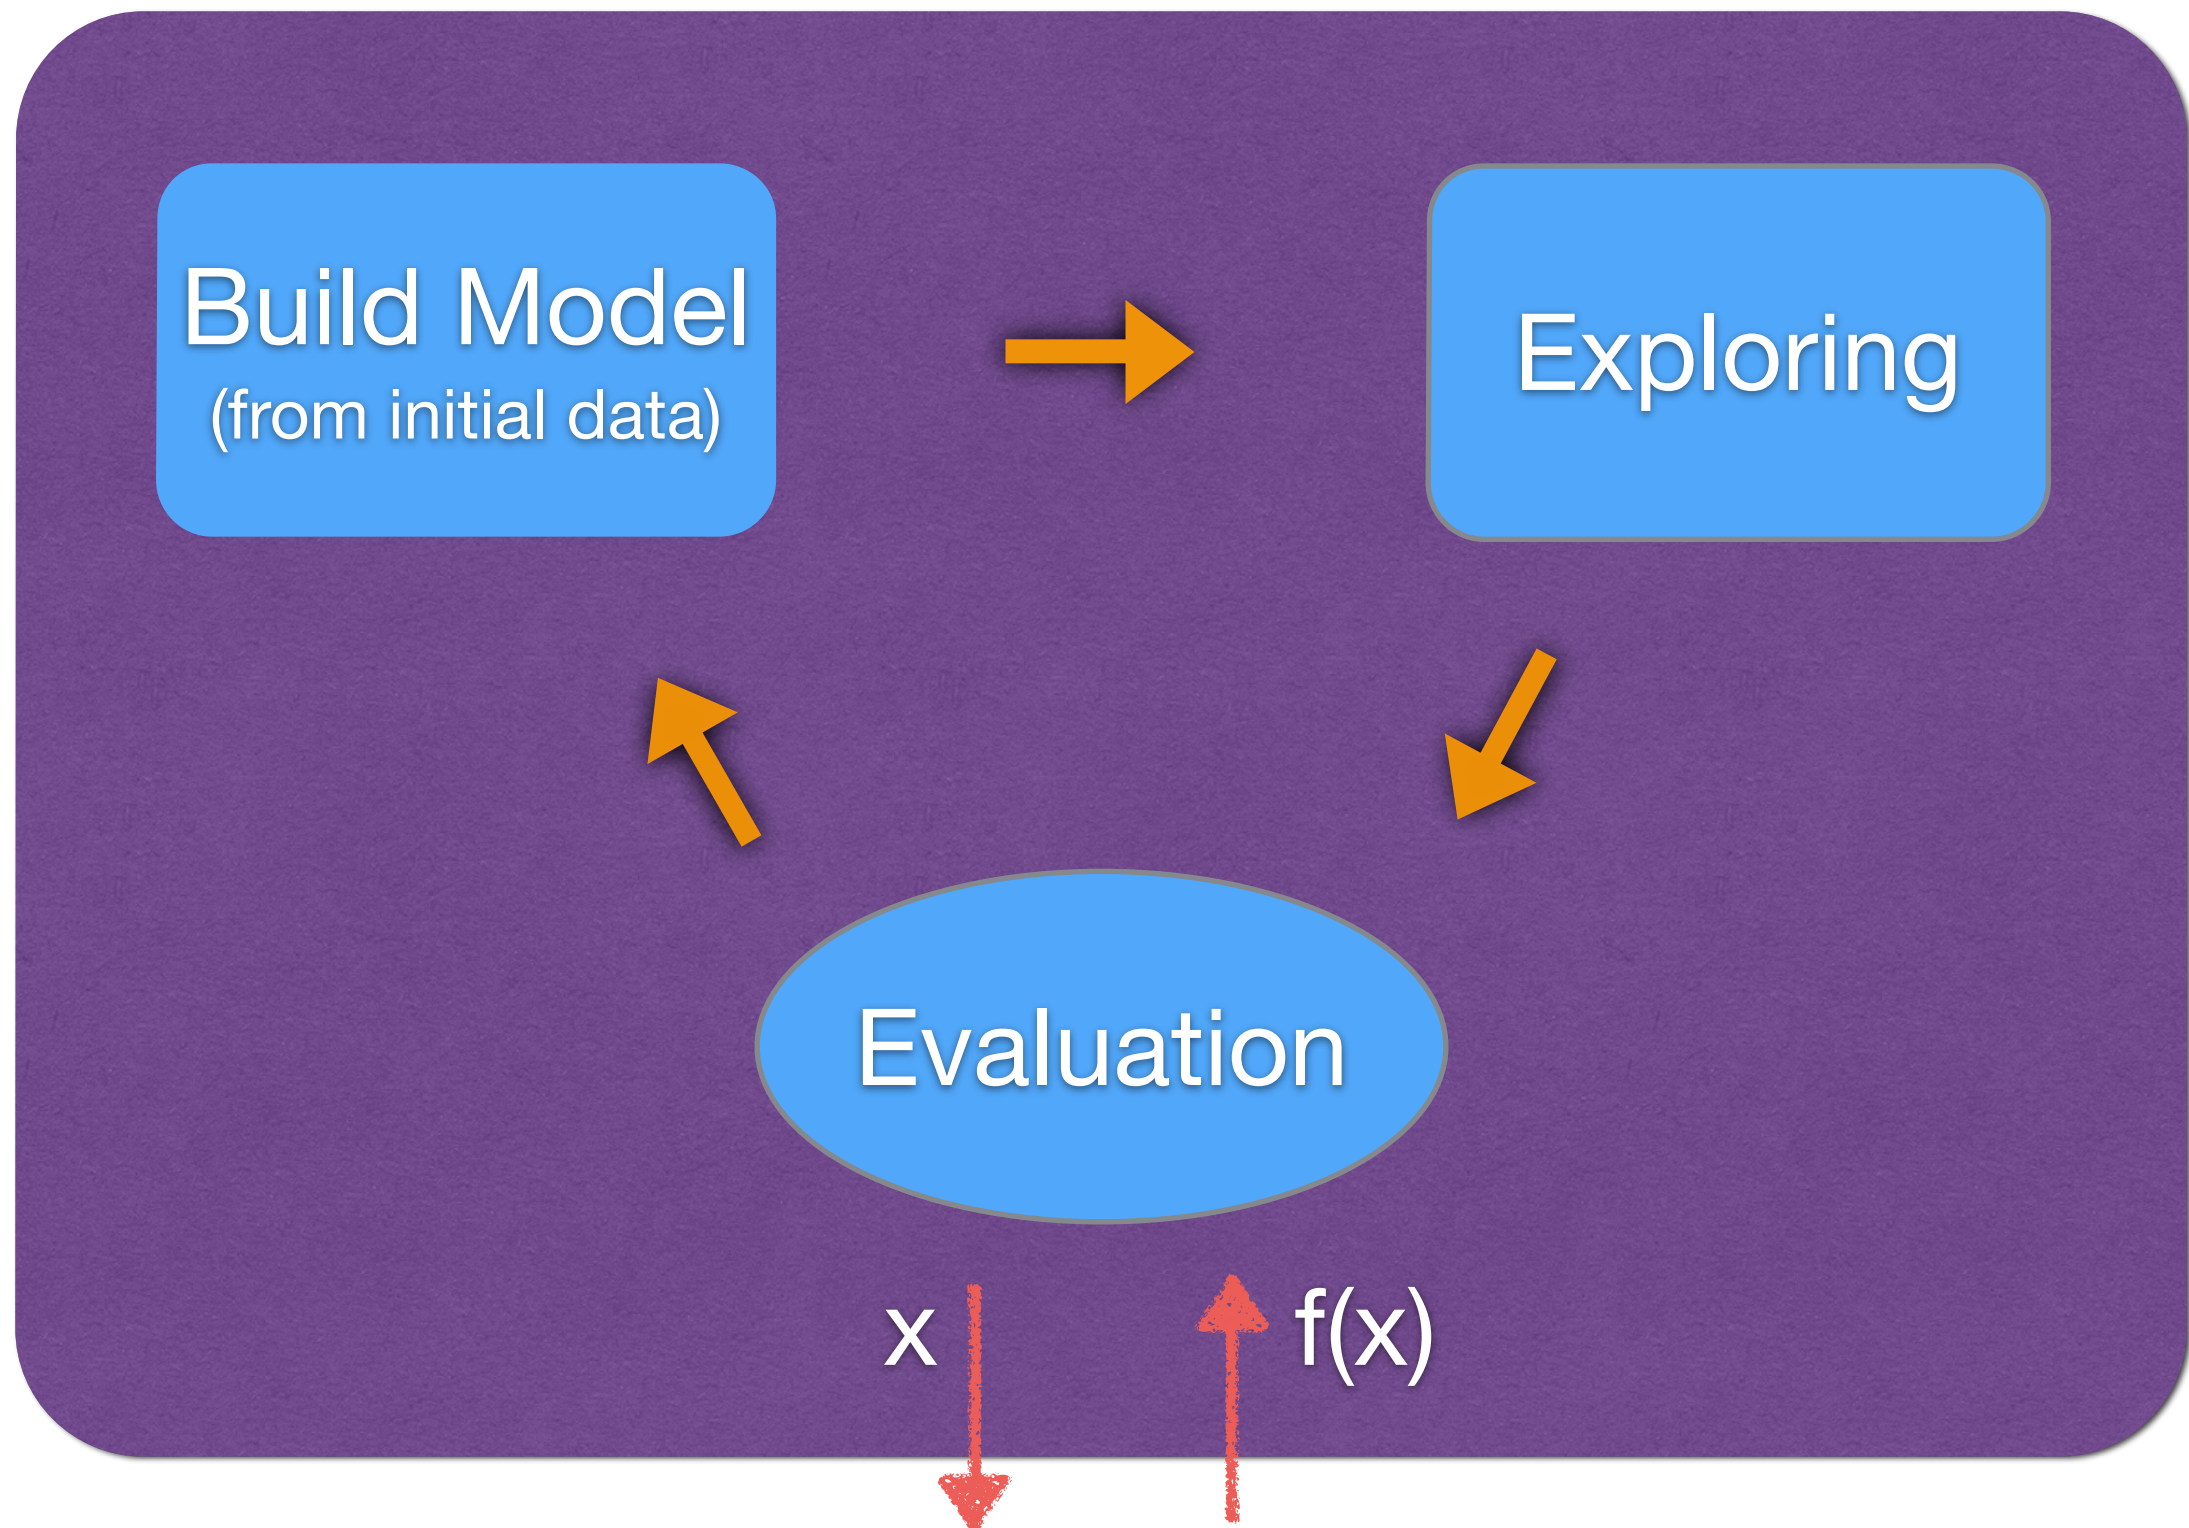 Build Model
(from initial data)
Exploring
Evaluation
x
f(x)